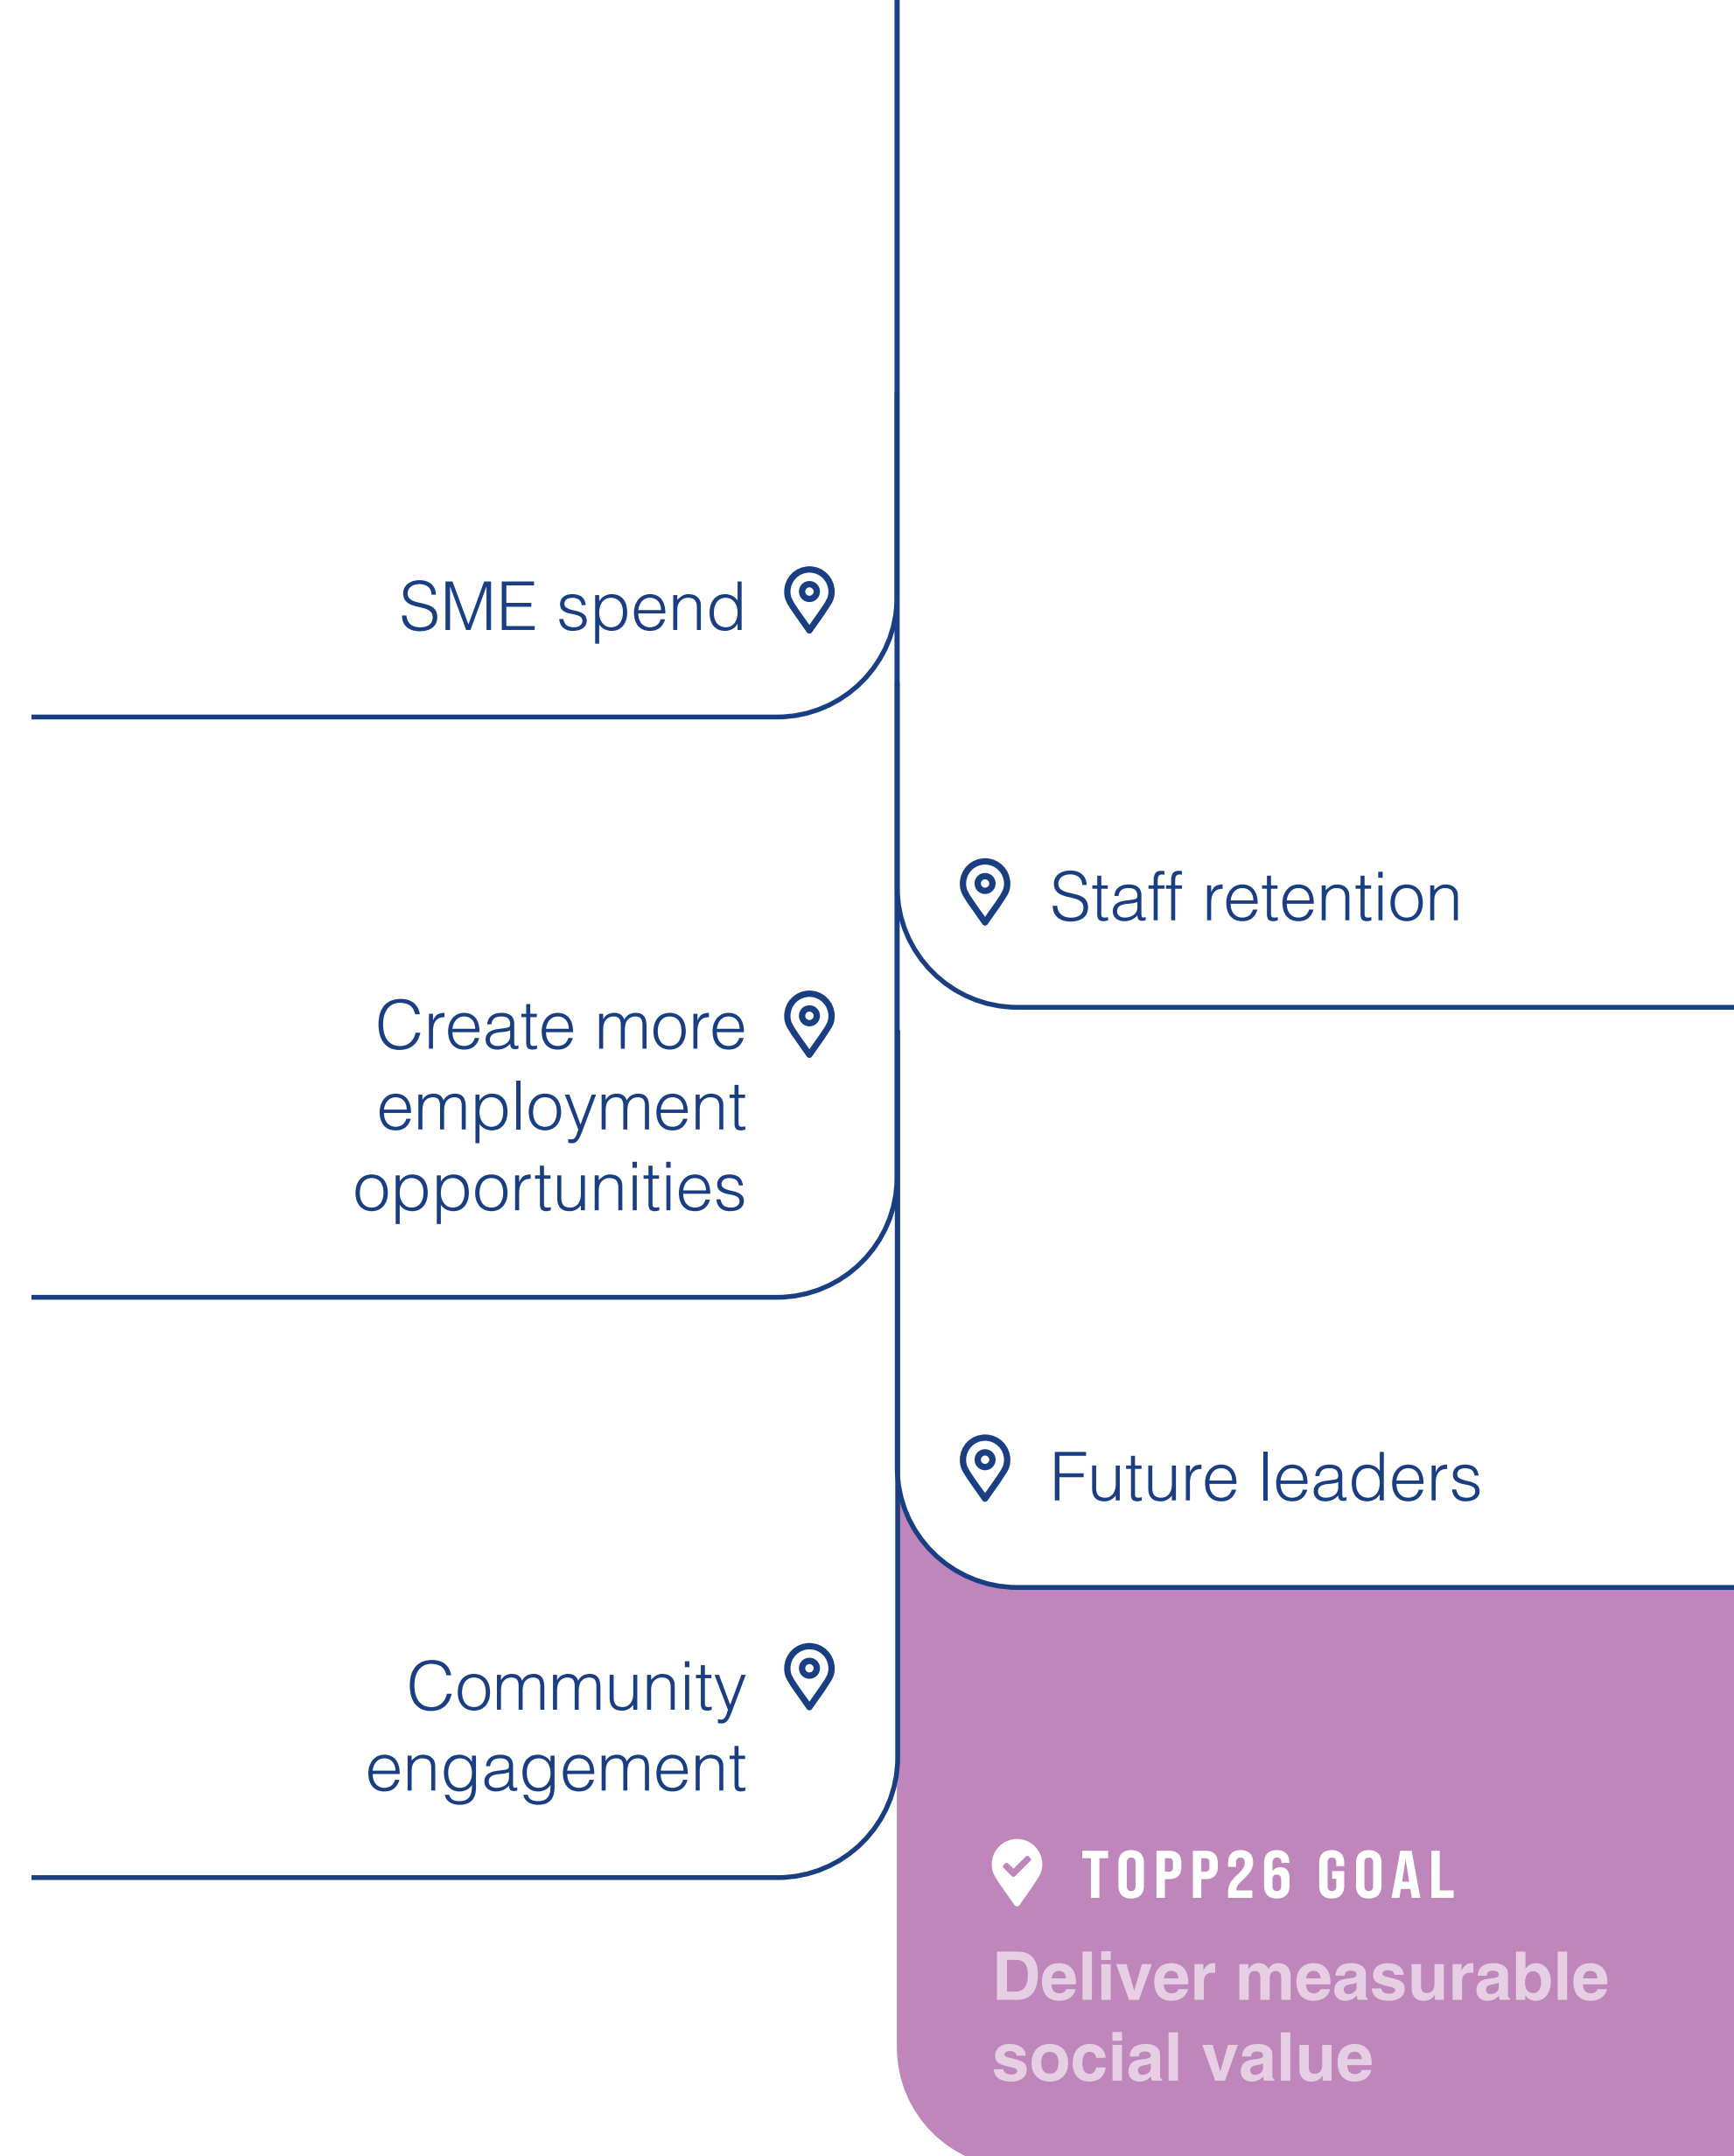 SME spend
Staff retention
Create more
employment
opportunities
Future leaders
Community
engagement
TOPP26 GOAL
Deliver measurable
social value